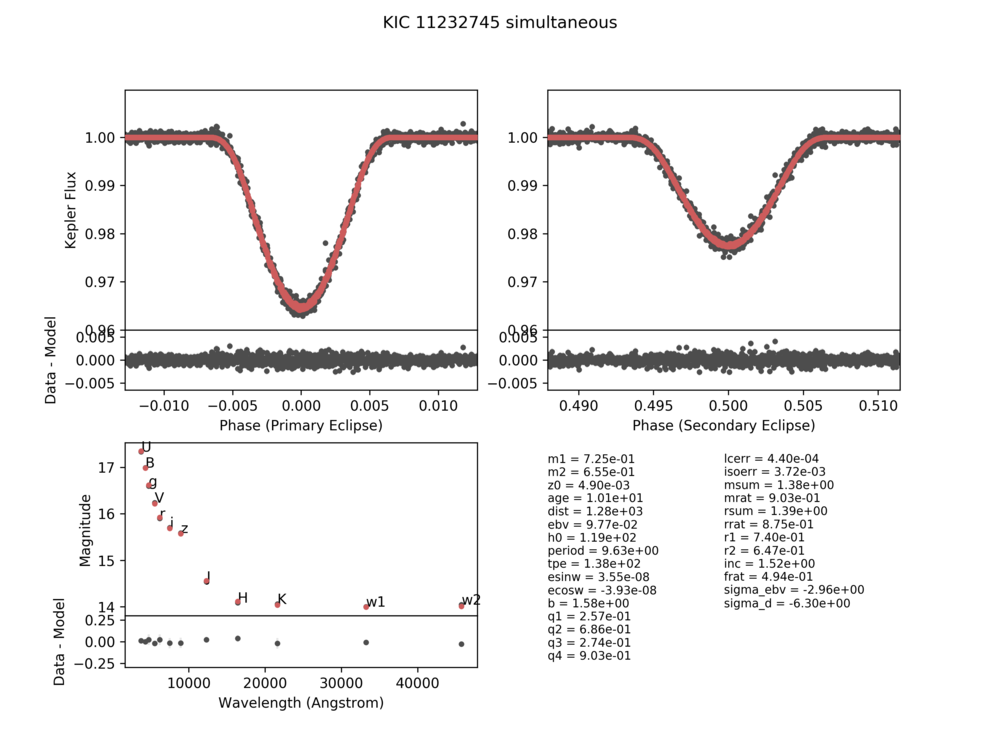 KIC 11232745 simultaneous
1.00
0.99
0.98
0.97
0.96
Kepler Flux
0.005
0.000
−0.005
Data - Model
−0.010 −0.005 0.000 0.005 0.010
Phase (Primary Eclipse)
1.00
0.99
0.98
0.97
0.96
0.005
0.000
−0.005
0.490 0.495 0.500 0.505 0.510
Phase (Secondary Eclipse)
17
16
15
14
Magnitude
U
B
g
V
r
i
z
J
H
K
w1
w2
0.25
0.00
−0.25
Data - Model
10000 20000 30000 40000
Wavelength (Angstrom)
m1 = 7.25e-01
m2 = 6.55e-01
z0 = 4.90e-03
age = 1.01e+01
dist = 1.28e+03
ebv = 9.77e-02
h0 = 1.19e+02
period = 9.63e+00
tpe = 1.38e+02
esinw = 3.55e-08
ecosw = -3.93e-08
b = 1.58e+00
q1 = 2.57e-01
q2 = 6.86e-01
q3 = 2.74e-01
q4 = 9.03e-01
lcerr = 4.40e-04
isoerr = 3.72e-03
msum = 1.38e+00
mrat = 9.03e-01
rsum = 1.39e+00
rrat = 8.75e-01
r1 = 7.40e-01
r2 = 6.47e-01
inc = 1.52e+00
frat = 4.94e-01
sigma_ebv = -2.96e+00
sigma_d = -6.30e+00